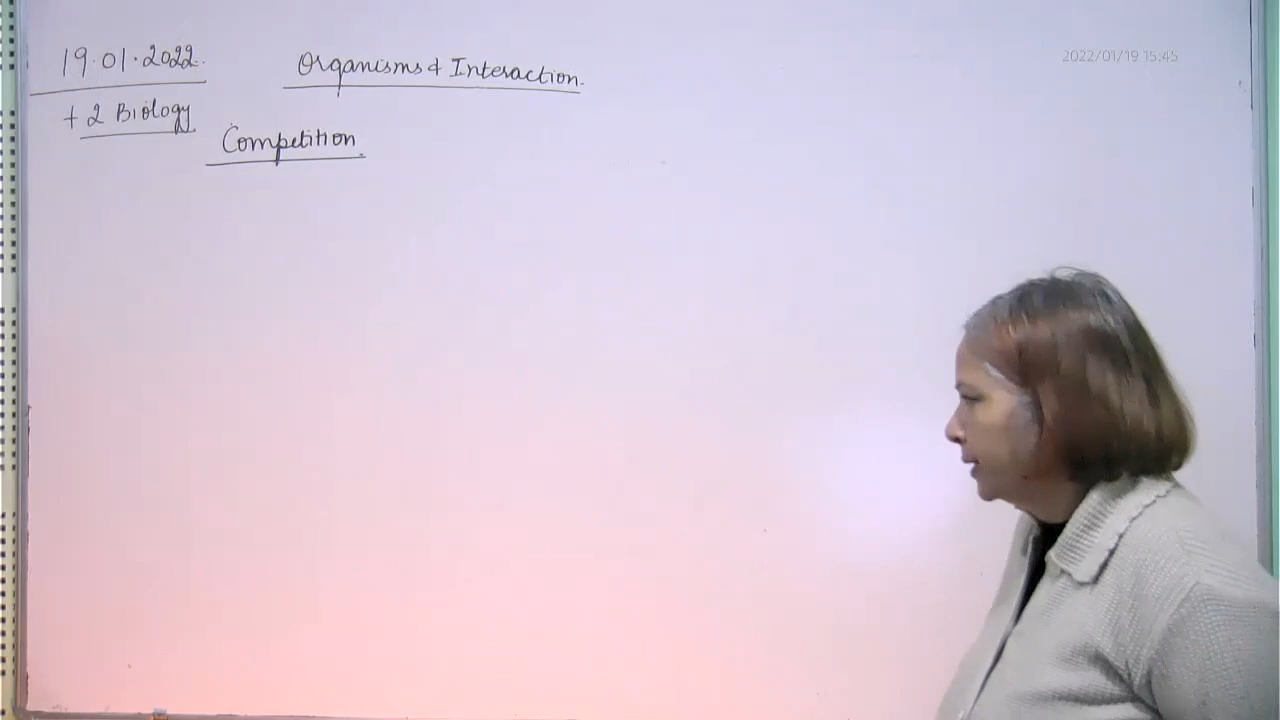 19.01.2022.
Organisms & Interaction.
2022/01/19 15:45
+ 2 Biology
Competition.